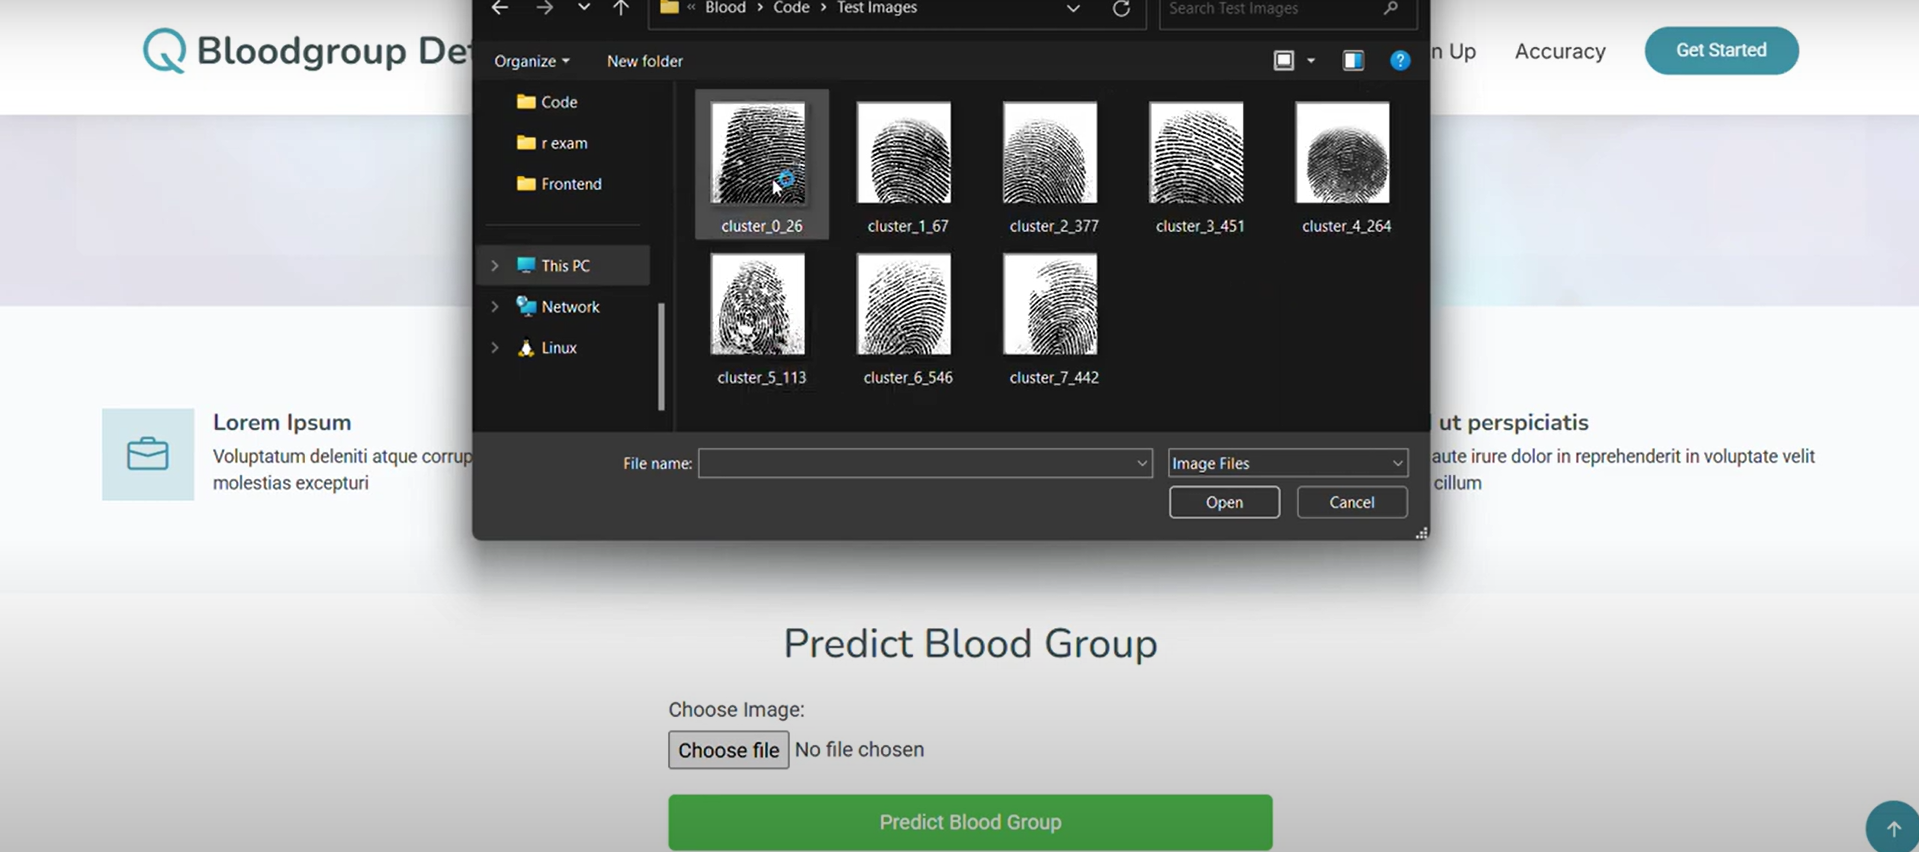 Blood > Code > Test Images
Search Test Images
Bloodgroup
Accuracy
Get Started
Organize
New folder
Code
r exam
Frontend
This PC
Network
Linux
cluster_0_26
cluster_1_67
cluster_2_377
cluster_3_451
cluster_4_264
cluster_5_113
cluster_6_546
cluster_7_442
File name:
Image Files
Open
Cancel
Lorem Ipsum
Voluptatum deleniti atque
molestias excepturi
ut perspiciatis
aute irure dolor in reprehenderit in voluptate velit
cillum
Predict Blood Group
Choose Image:
Choose file No file chosen
Predict Blood Group